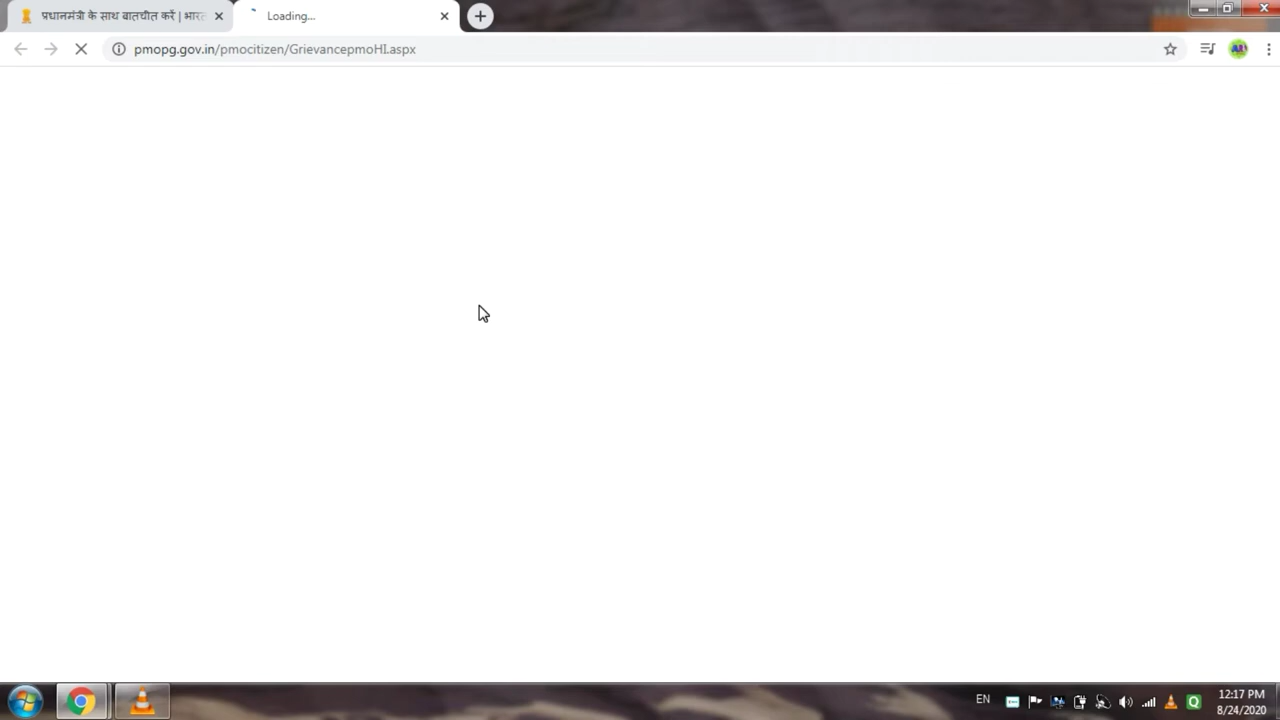 प्रधानमंत्री के साथ बातचीत करें | भारत
Loading...
pmopg.gov.in/pmocitizen/GrievancepmoHI.aspx
EN
12:17 PM
8/24/2020